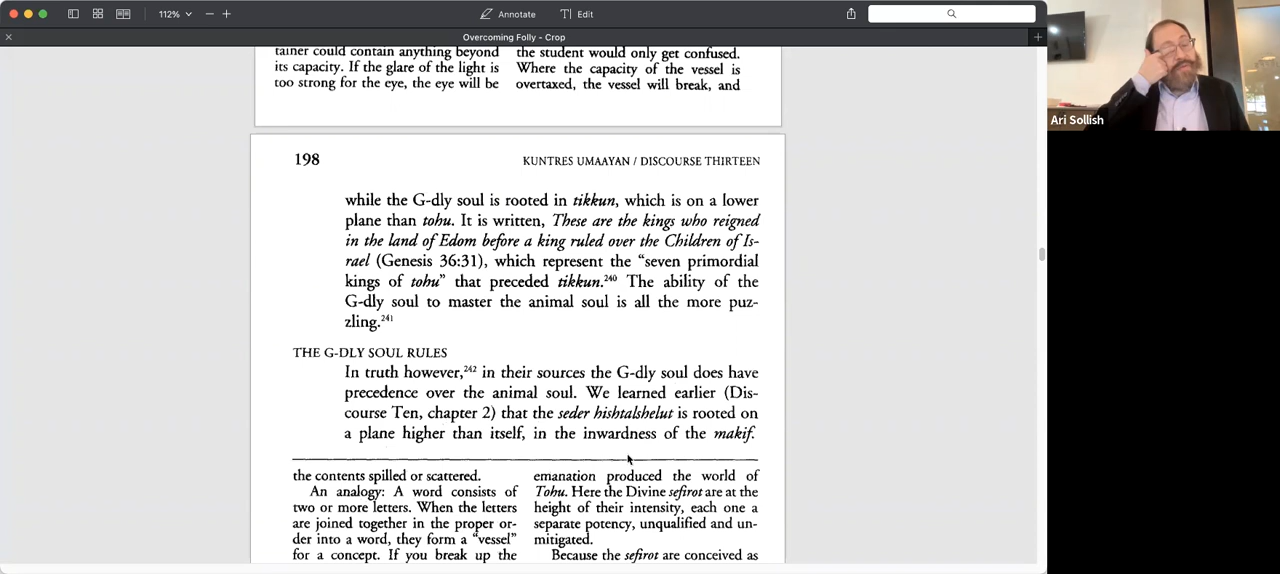 112%
Annotate
Edit
Overcoming Folly - Crop
tainer could contain anything beyond
its capacity. If the glare of the light is
too strong for the eye, the eye will be
the student would only get confused.
Where the capacity of the vessel is
overtaxed, the vessel will break, and
Ari Sollish
198
KUNTRES UMAAYAN / DISCOURSE THIRTEEN
while the G-dly soul is rooted in tikkun, which is on a lower
plane than tohu. It is written, These are the kings who reigned
in the land of Edom before a king ruled over the Children of Is-
rael (Genesis 36:31), which represent the “seven primordial
kings of tohu” that preceded tikkun.²⁴⁰ The ability of the
G-dly soul to master the animal soul is all the more puz-
zling.²⁴¹
THE G-DLY SOUL RULES
In truth however,²⁴² in their sources the G-dly soul does have
precedence over the animal soul. We learned earlier (Dis-
course Ten, chapter 2) that the seder hishtalshelut is rooted on
a plane higher than itself, in the inwardness of the makif.
the contents spilled or scattered.
An analogy: A word consists of
two or more letters. When the letters
are joined together in the proper or-
der into a word, they form a “vessel”
for a concept. If you break up the
emanation produced the world of
Tohu. Here the Divine sefirot are at the
height of their intensity, each one a
separate potency, unqualified and un-
mitigated.
Because the sefirot are conceived as